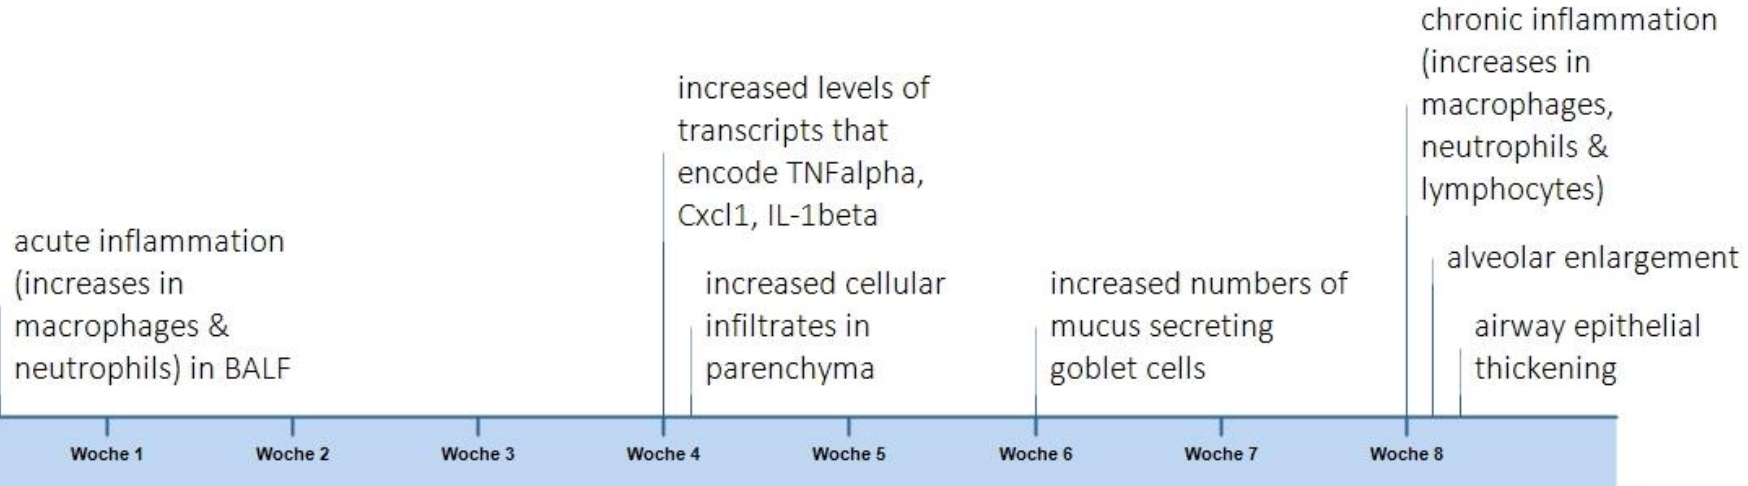 acute inflammation
(increases in
macrophages &
neutrophils) in BALF
increased levels of
transcripts that
encode TNFalpha,
Cxcl1, IL-1beta
increased cellular
infiltrates in
parenchyma
increased numbers of
mucus secreting
goblet cells
chronic inflammation
(increases in
macrophages,
neutrophils &
lymphocytes)
alveolar enlargement
airway epithelial
thickening
Woche 1
Woche 2
Woche 3
Woche 4
Woche 5
Woche 6
Woche 7
Woche 8